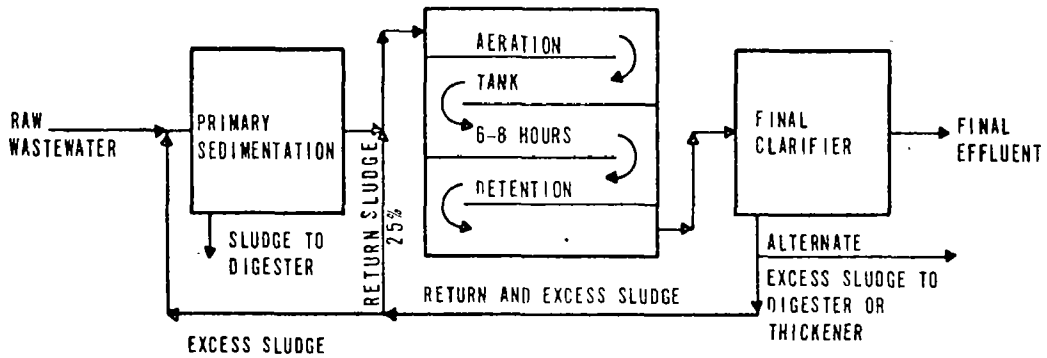 RAW
WASTEWATER
PRIMARY
SEDIMENTATION
SLUDGE TO
DIGESTER
RETURN SLUDGE
25%
AERATION
TANK
6-8 HOURS
DETENTION
FINAL
CLARIFIER
FINAL
EFFLUENT
ALTERNATE
EXCESS SLUDGE TO
DIGESTER OR
THICKENER
RETURN AND EXCESS SLUDGE
EXCESS SLUDGE